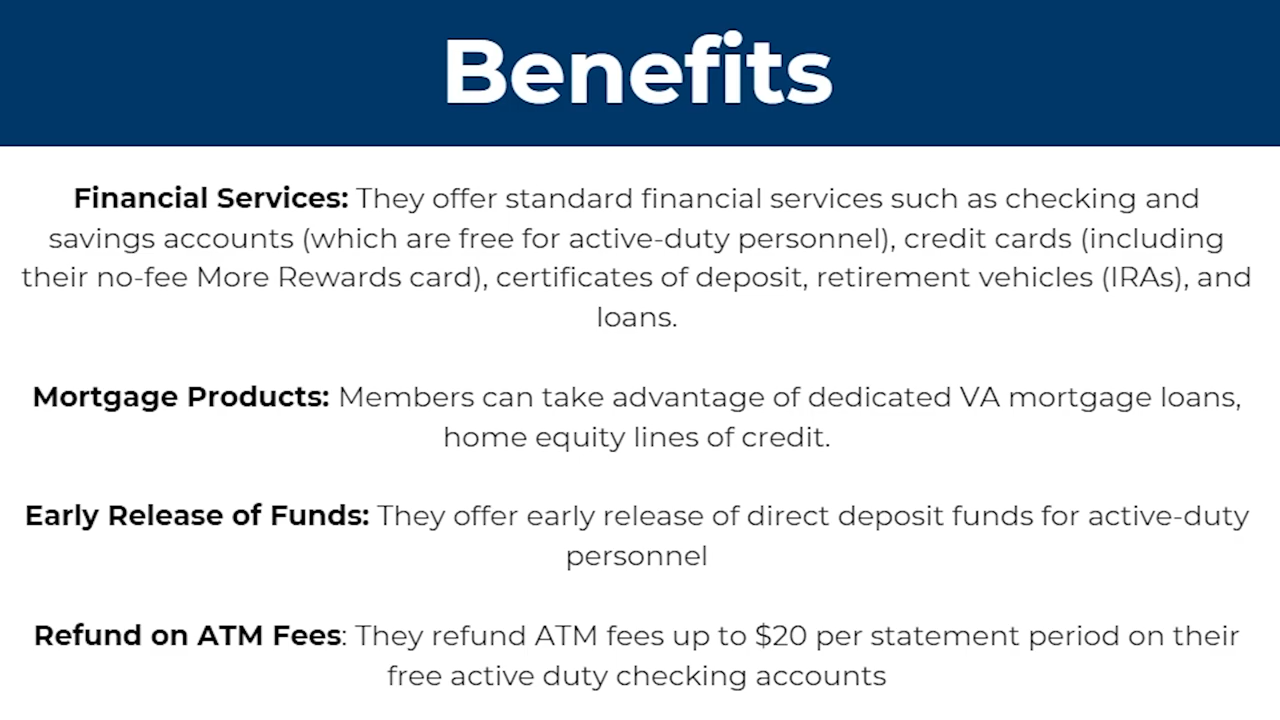 Benefits
Financial Services: They offer standard financial services such as checking and
savings accounts (which are free for active-duty personnel), credit cards (including
their no-fee More Rewards card), certificates of deposit, retirement vehicles (IRAs), and
loans.
Mortgage Products: Members can take advantage of dedicated VA mortgage loans,
home equity lines of credit.
Early Release of Funds: They offer early release of direct deposit funds for active-duty
personnel
Refund on ATM Fees: They refund ATM fees up to $20 per statement period on their
free active duty checking accounts